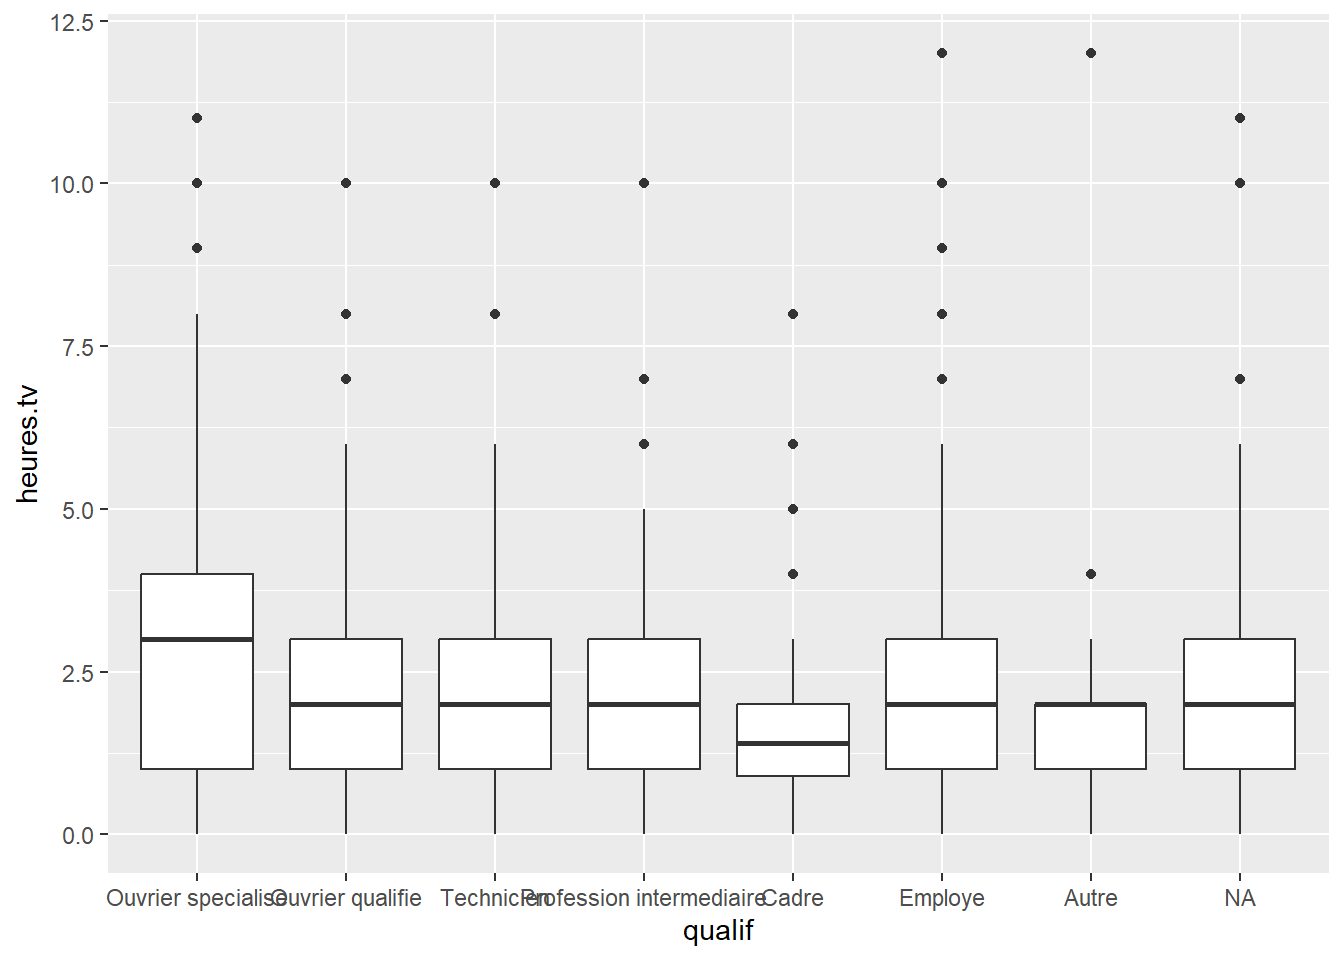 12.5
10.0
7.5
5.0
2.5
0.0
heures.tv
Ouvrier specialise Ouvrier qualifie Technicien Profession intermediaire Cadre Employe Autre NA
qualif